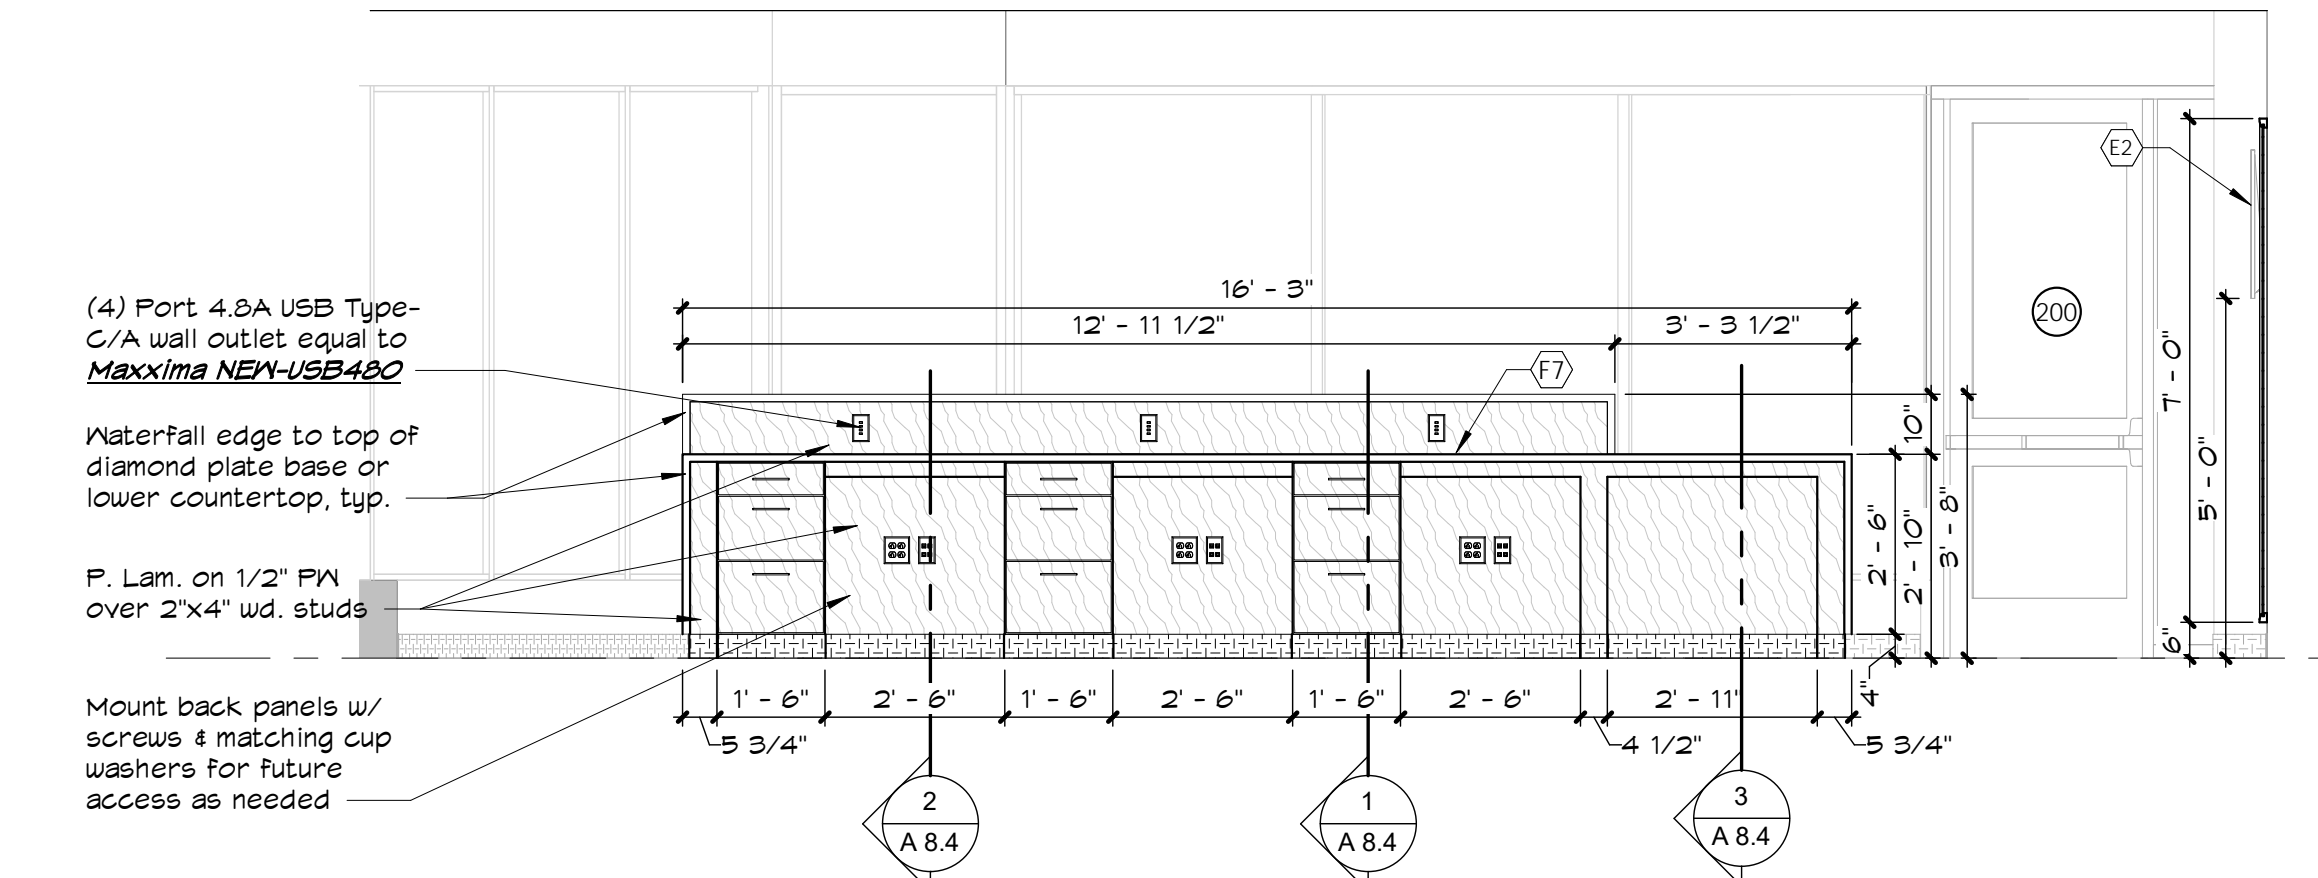 E2
200
16' - 3"
12' - 11 1/2"
3' - 3 1/2"
(4) Port 4.8A USB Type-
C/A wall outlet equal to
Maxxima NEW-USB480
F7
Waterfall edge to top of
diamond plate base or
lower countertop, typ.
P. Lam. on 1/2" PW
over 2"x4" wd. studs
Mount back panels w/
screws & matching cup
washers for future
access as needed
10"
2' - 6"
2' - 10"
3' - 8"
7' - 0"
5' - 0"
6"
4"
1' - 6"
2' - 6"
1' - 6"
2' - 6"
1' - 6"
2' - 6"
2' - 11"
5 3/4"
4 1/2"
5 3/4"
2
A 8.4
1
A 8.4
3
A 8.4